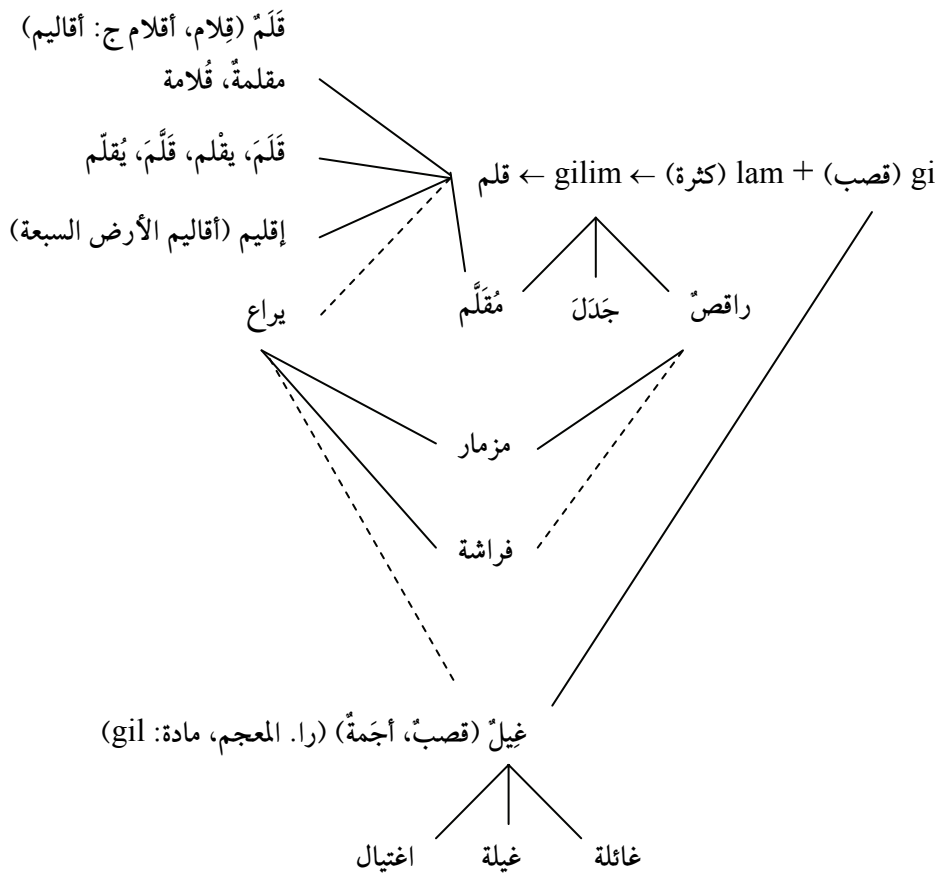 قَلَمٌ (قِلام، أقلام ج: أقاليم)
مقلمةٌ، قُلامة
قَلَمَ، يقْلم، قَلَّمَ، يُقلّم
gi (قصب) + lam (كثرة) ← gilim ← قلم
إقليم (أقاليم الأرض السبعة)
راقصٌ جَدَلَ مُقَلَّم يراع
مزمار
فراشة
غِيلٌ (قصبٌ، أجَمةٌ) (را. المعجم، مادة: gil)
غائلة غيلة اغتيال